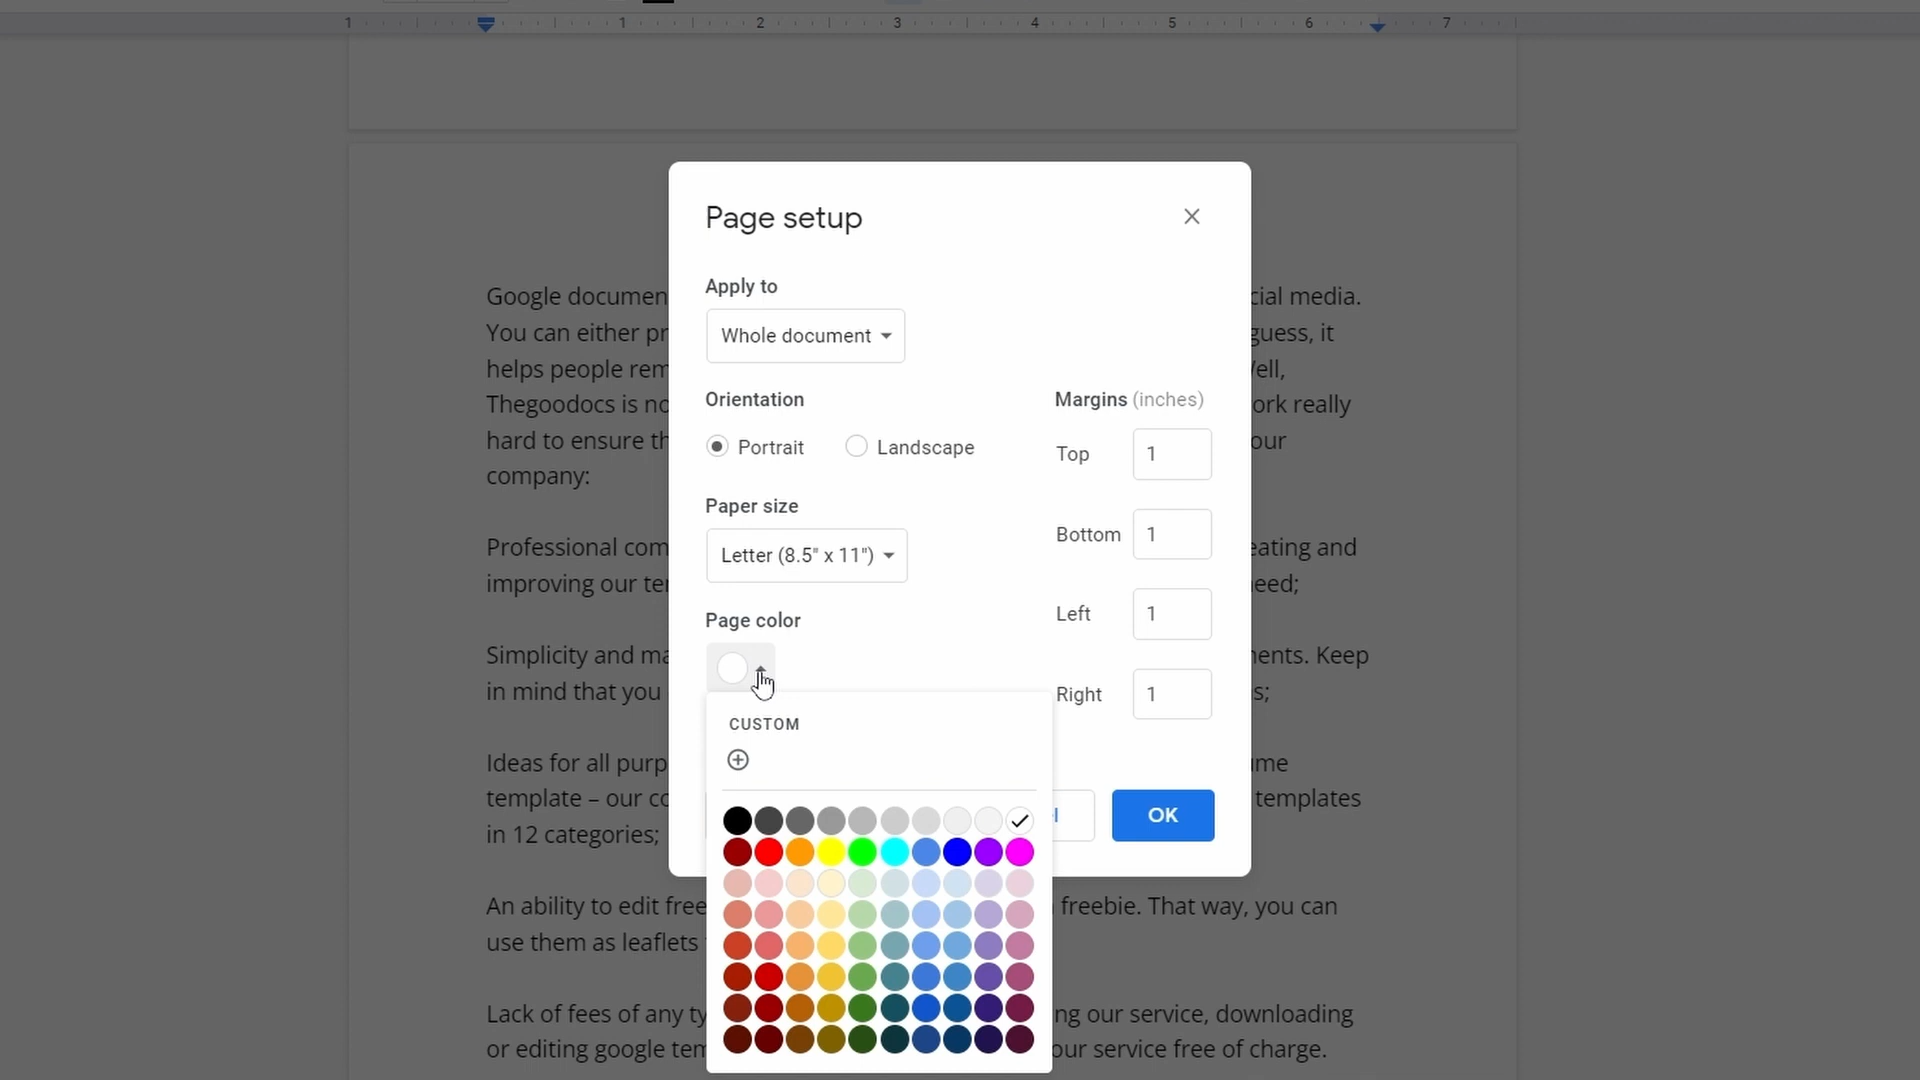 1 1 2 3 4 5 6 7
Page setup
Apply to
Whole document
Orientation
Margins (inches)
Portrait Landscape
Top 1
Paper size
Letter (8.5" x 11")
Bottom 1
Page color
Left 1
Right 1
CUSTOM
OK
Google documen
cial media.
You can either pr
guess, it
helps people rem
Thegoodocs is no
ork really
hard to ensure th
our
company:
Professional com
eating and
improving our ter
need;
Simplicity and ma
ents. Keep
in mind that you
s;
Ideas for all purp
template – our co
templates
in 12 categories;
An ability to edit free
freebie. That way, you can
use them as leaflets
Lack of fees of any ty
ng our service, downloading
or editing google tem
our service free of charge.